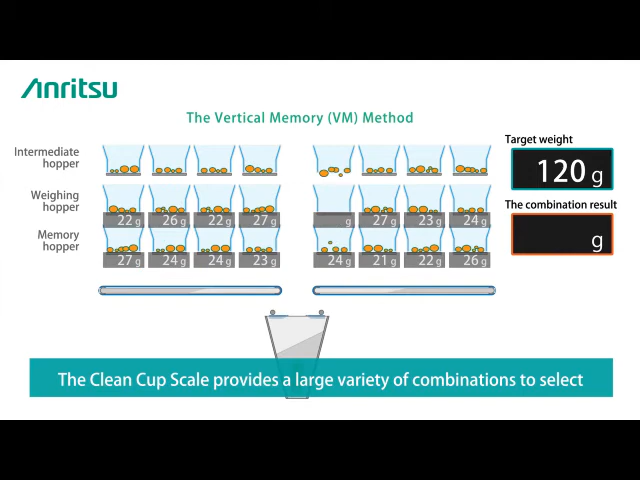 Anritsu
The Vertical Memory (VM) Method
Intermediate
hopper
Weighing
hopper
22 g 26 g 22 g 27 g g 27 g 23 g 24 g
Memory
hopper
27 g 24 g 24 g 23 g 24 g 21 g 22 g 26 g
Target weight
120 g
The combination result
g
The Clean Cup Scale provides a large variety of combinations to select